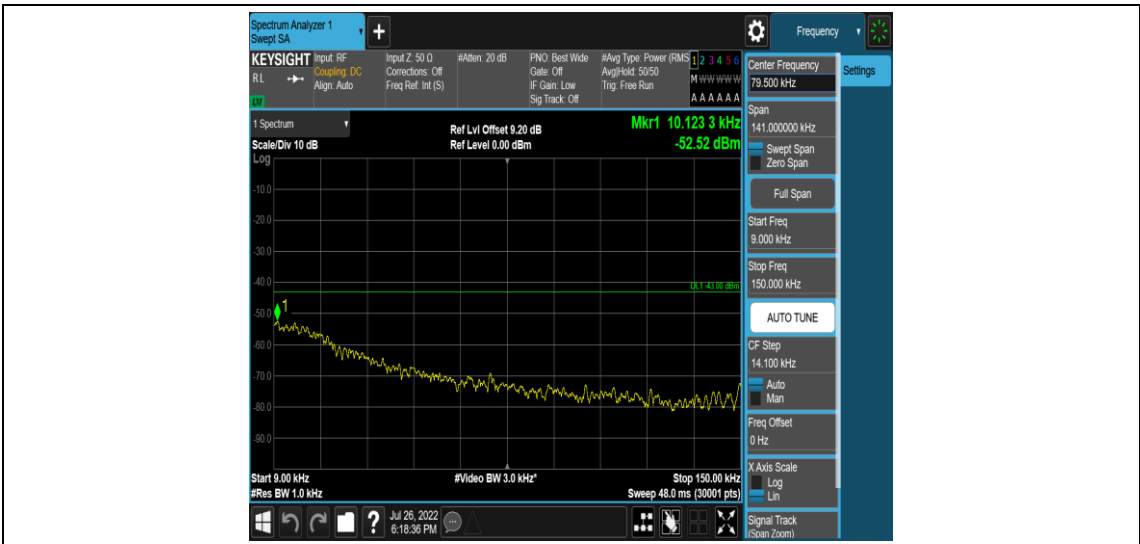 Spectrum Analyzer 1
Swept SA
+
Frequency
KEYSIGHT
RL
Input: RF
Coupling: DC
Align: Auto
Input Z: 50 Ω
Corrections: Off
Freq Ref: Int (S)
#Atten: 20 dB
PNO: Best Wide
Gate: Off
IF Gain: Low
Sig Track: Off
#Avg Type: Power (RMS
Avg|Hold: 50/50
Trig: Free Run
1 2 3 4 5 6
M W W W W W
A A A A A A
1 Spectrum
Scale/Div 10 dB
Log
Ref Lvl Offset 9.20 dB
Ref Level 0.00 dBm
Mkr1 10.123 3 kHz
-52.52 dBm
-10.0
-20.0
-30.0
-40.0
DL1 -43.00 dBm
-50.0
1
-60.0
-70.0
-80.0
-90.0
Start 9.00 kHz
#Res BW 1.0 kHz
#Video BW 3.0 kHz*
Stop 150.00 kHz
Sweep 48.0 ms (30001 pts)
?
Jul 26, 2022
6:18:36 PM
Center Frequency
79.500 kHz
Settings
Span
141.000000 kHz
Swept Span
Zero Span
Full Span
Start Freq
9.000 kHz
Stop Freq
150.000 kHz
AUTO TUNE
CF Step
14.100 kHz
Auto
Man
Freq Offset
0 Hz
X Axis Scale
Log
Lin
Signal Track
(Span Zoom)